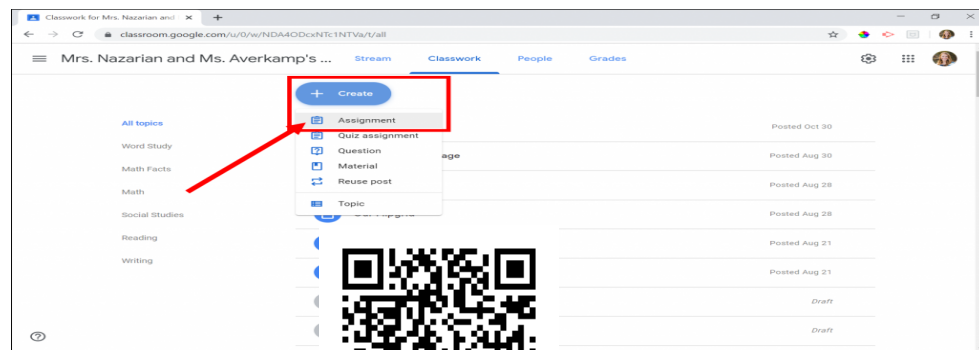 Classwork for Mrs. Nazarian and
classroom.google.com/u/0/w/NDA4ODcxNTc1NTVa/t/all
Mrs. Nazarian and Ms. Averkamp's ...
Stream
Classwork
People
Grades
Create
All topics
Word Study
Math Facts
Math
Social Studies
Reading
Writing
Assignment
Quiz assignment
Question
Material
Reuse post
Topic
Posted Oct 30
age
Posted Aug 30
Posted Aug 28
Posted Aug 28
Posted Aug 21
Posted Aug 21
Draft
Draft